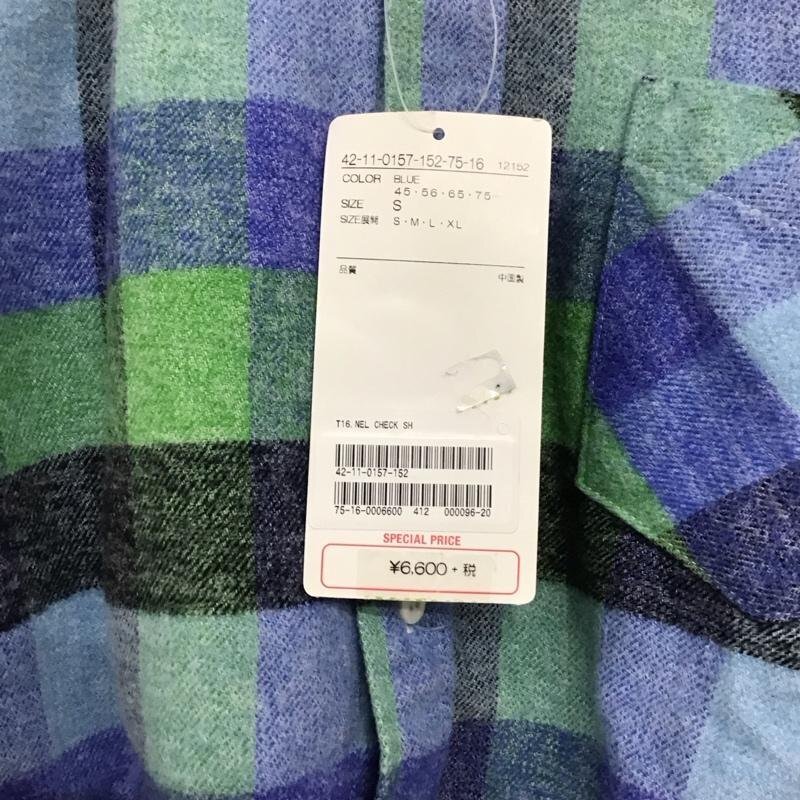 42-11-0157-152-75-16 12152
COLOR BLUE
45・56・65・75…
SIZE S
SIZE展開 S・M・L・XL
品質 中国製
T16. NEL CHECK SH
42-11-0157-152
75-16-0006600 412 000096-20
SPECIAL PRICE
¥6,600 + 税